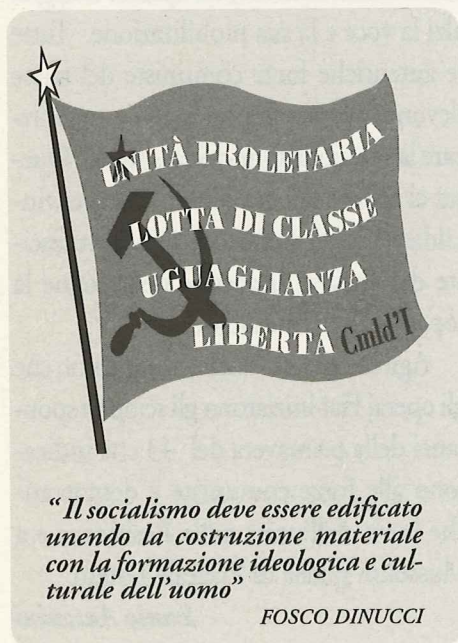 UNITÀ PROLETARIA
LOTTA DI CLASSE
UGUAGLIANZA
LIBERTÀ Cmld'I
“Il socialismo deve essere edificato
unendo la costruzione materiale
con la formazione ideologica e cul-
turale dell'uomo”
FOSCO DINUCCI